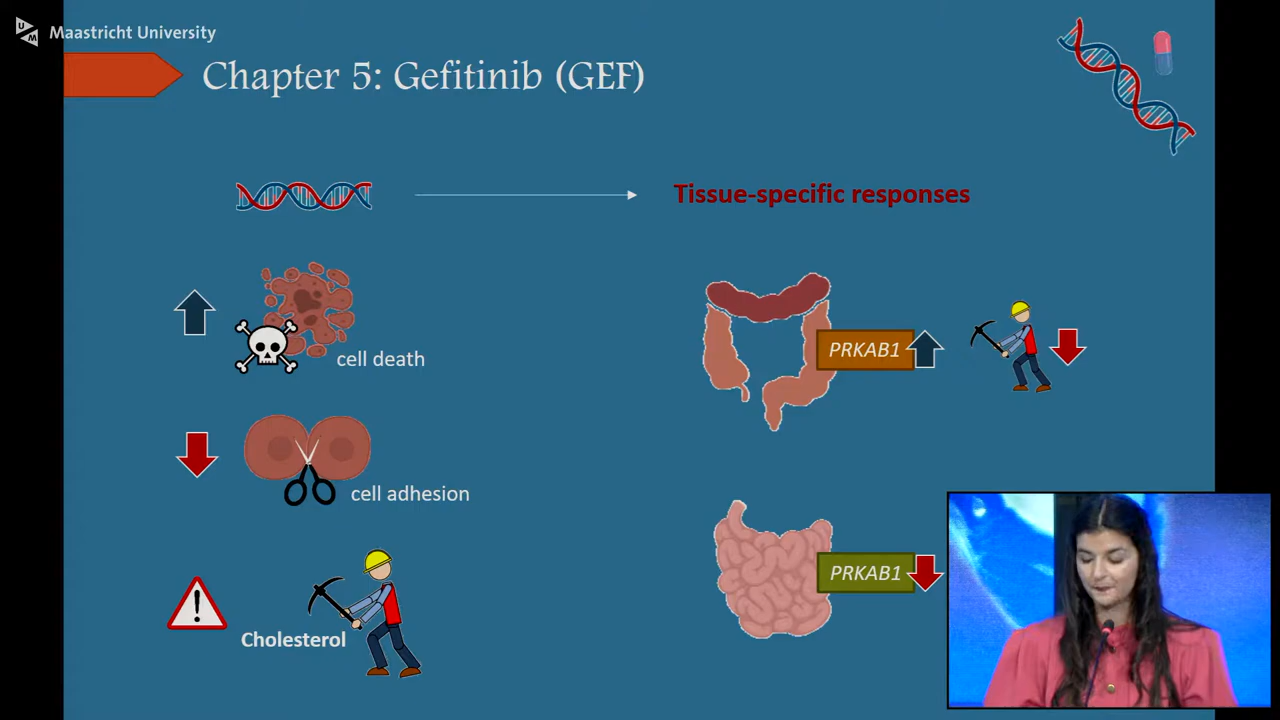 Maastricht University
Chapter 5: Gefitinib (GEF)
Tissue-specific responses
cell death
cell adhesion
Cholesterol
PRKAB1
PRKAB1